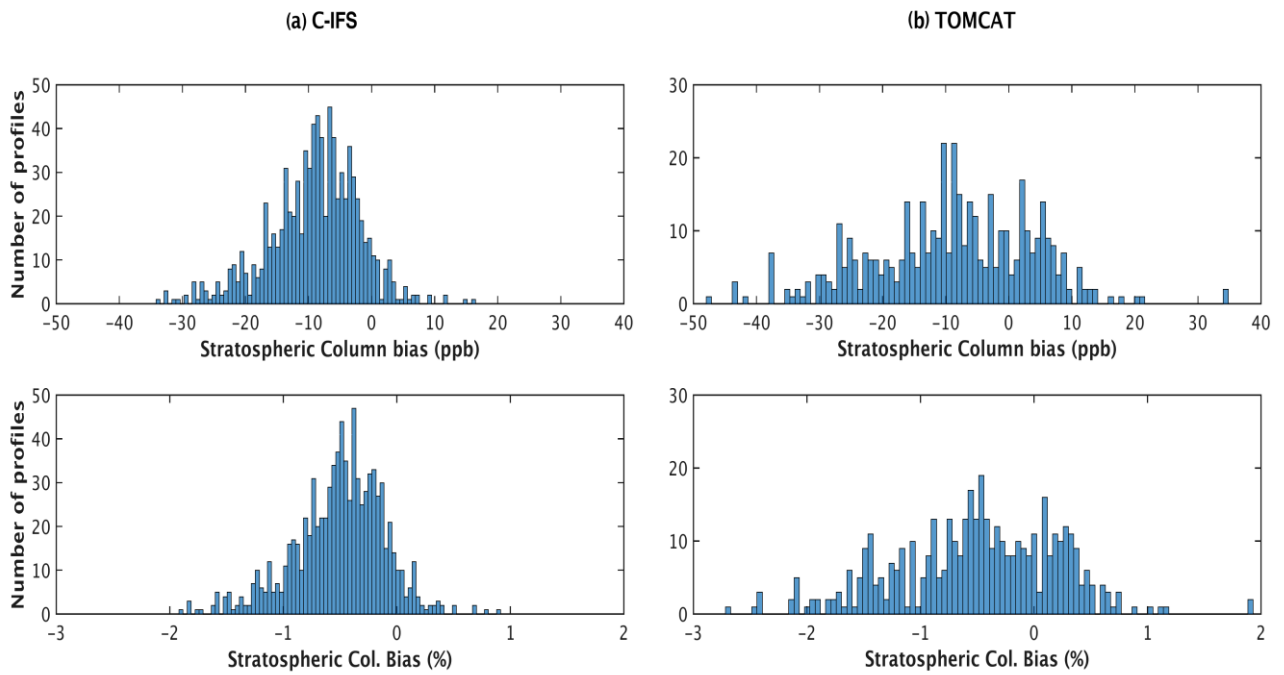 (a) C-IFS
(b) TOMCAT
Number of profiles
50
40
30
20
10
0
−50 −40 −30 −20 −10 0 10 20 30 40
Stratospheric Column bias (ppb)
30
20
10
0
−50 −40 −30 −20 −10 0 10 20 30 40
Stratospheric Column bias (ppb)
Number of profiles
50
40
30
20
10
0
−3 −2 −1 0 1 2
Stratospheric Col. Bias (%)
30
20
10
0
−3 −2 −1 0 1 2
Stratospheric Col. Bias (%)